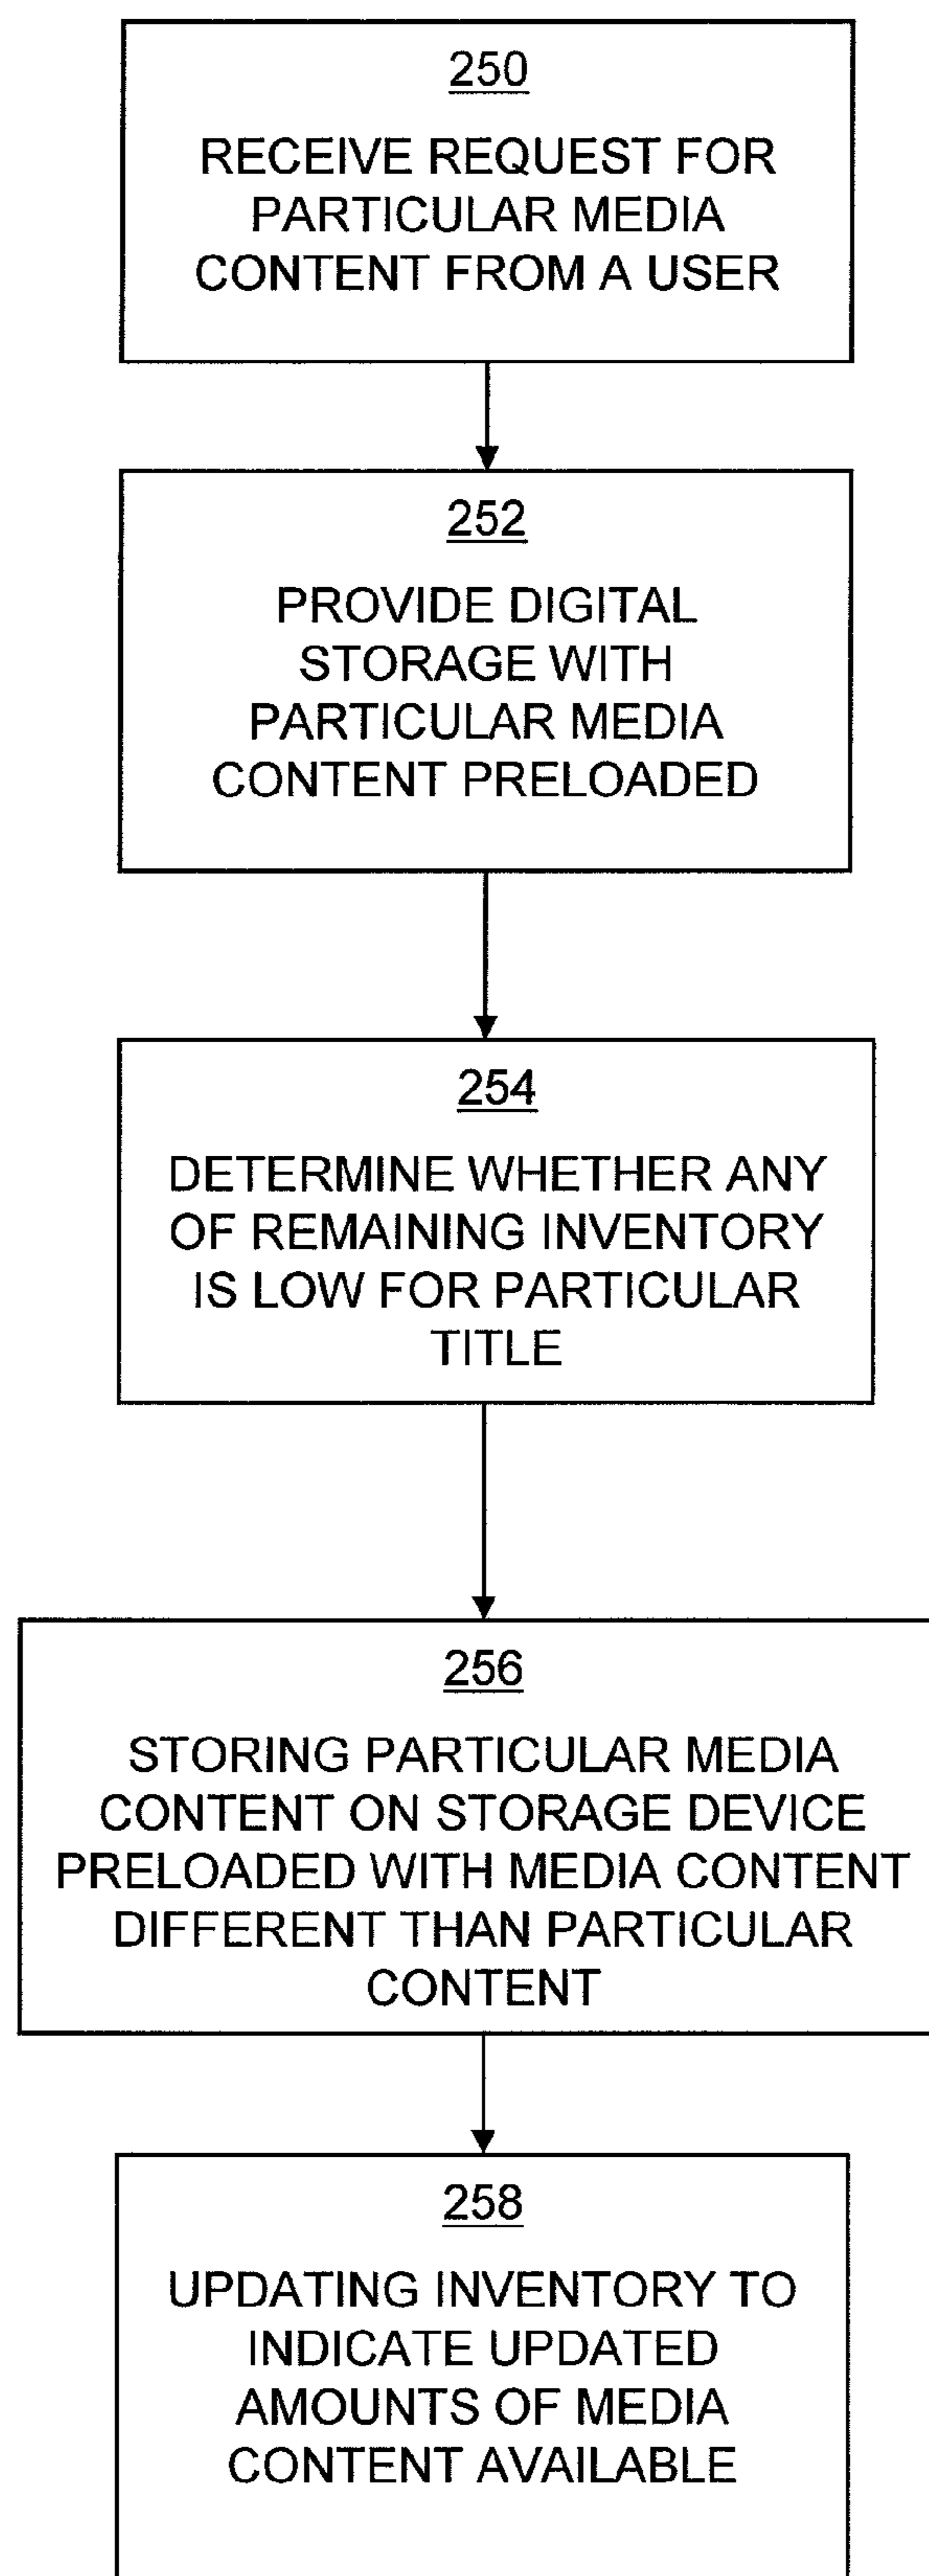 250
RECEIVE REQUEST FOR
PARTICULAR MEDIA
CONTENT FROM A USER
252
PROVIDE DIGITAL
STORAGE WITH
PARTICULAR MEDIA
CONTENT PRELOADED
254
DETERMINE WHETHER ANY
OF REMAINING INVENTORY
IS LOW FOR PARTICULAR
TITLE
256
STORING PARTICULAR MEDIA
CONTENT ON STORAGE DEVICE
PRELOADED WITH MEDIA CONTENT
DIFFERENT THAN PARTICULAR
CONTENT
258
UPDATING INVENTORY TO
INDICATE UPDATED
AMOUNTS OF MEDIA
CONTENT AVAILABLE